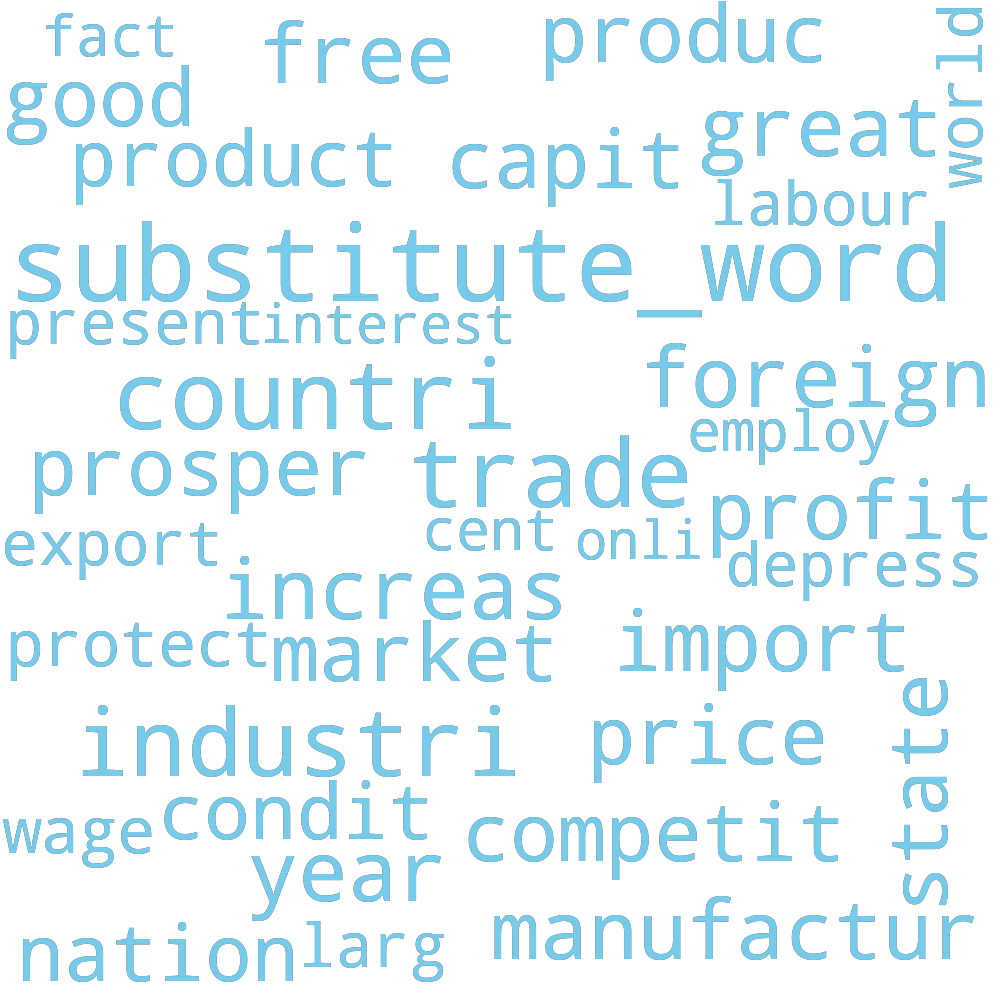 fact free produc world
good
product capit great
labour
substitute_word
present interest
countri foreign
employ
prosper trade profit
export cent onli
depress
increas
protect market import
state
industri price
wage condit competit
year
nation larg manufactur